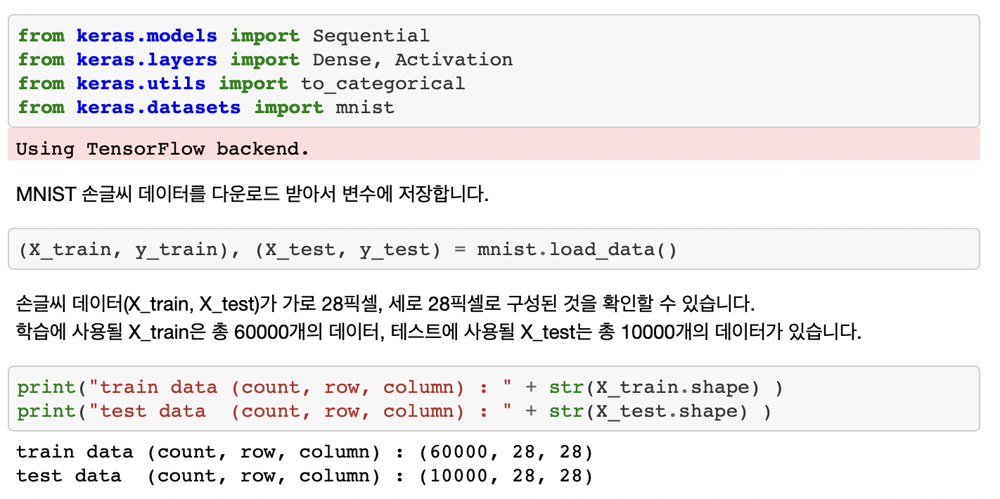 from keras.models import Sequential
from keras.layers import Dense, Activation
from keras.utils import to_categorical
from keras.datasets import mnist
Using TensorFlow backend.
MNIST 손글씨 데이터를 다운로드 받아서 변수에 저장합니다.
(X_train, y_train), (X_test, y_test) = mnist.load_data()
손글씨 데이터(X_train, X_test)가 가로 28픽셀, 세로 28픽셀로 구성된 것을 확인할 수 있습니다.
학습에 사용될 X_train은 총 60000개의 데이터, 테스트에 사용될 X_test는 총 10000개의 데이터가 있습니다.
print("train data (count, row, column) : " + str(X_train.shape) )
print("test data  (count, row, column) : " + str(X_test.shape) )
train data (count, row, column) : (60000, 28, 28)
test data  (count, row, column) : (10000, 28, 28)